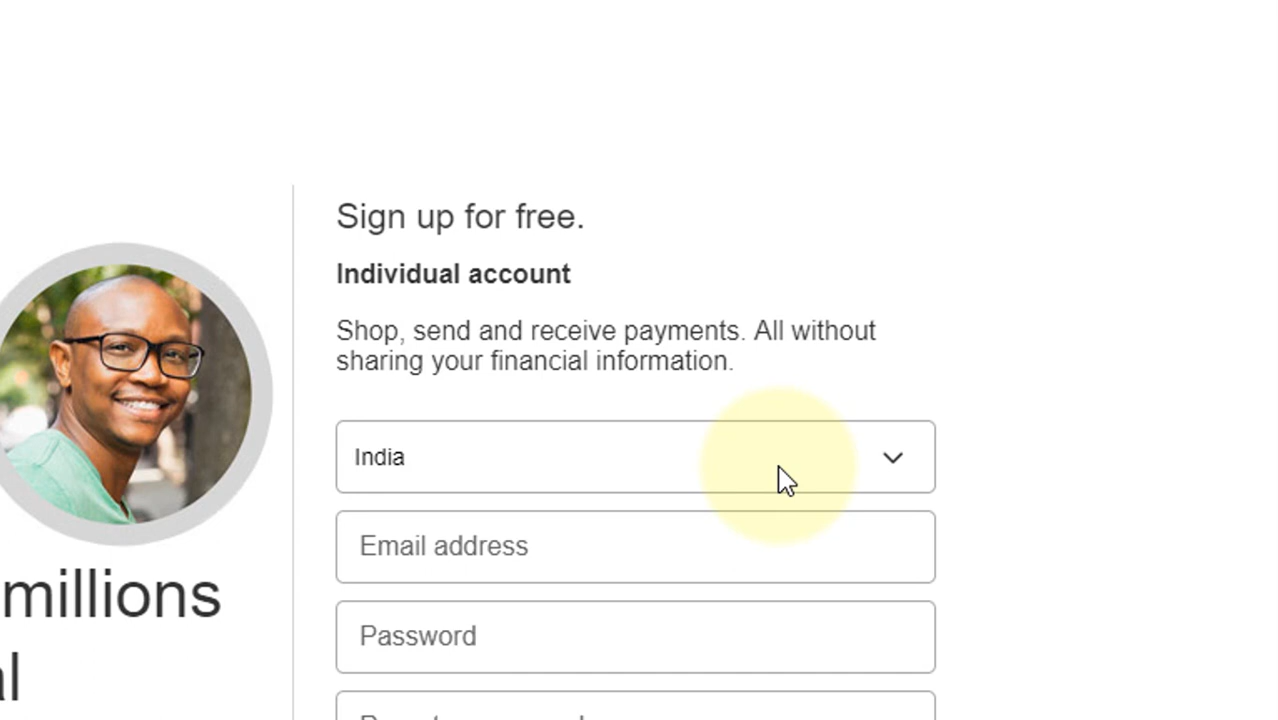 Sign up for free.
Individual account
Shop, send and receive payments. All without
sharing your financial information.
India
Email address
Password
millions